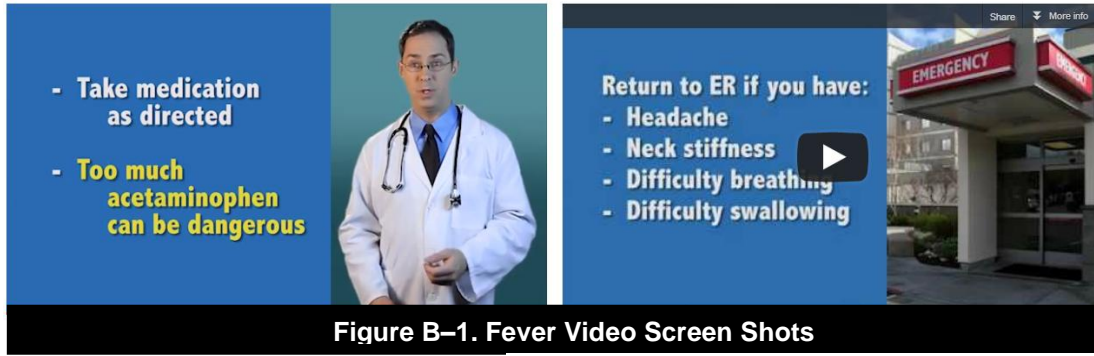 - Take medication
as directed
- Too much
acetaminophen
can be dangerous
Share More info
Return to ER if you have:
- Headache
- Neck stiffness
- Difficulty breathing
- Difficulty swallowing
EMERGENCY
EMERGENCY
Figure B–1. Fever Video Screen Shots